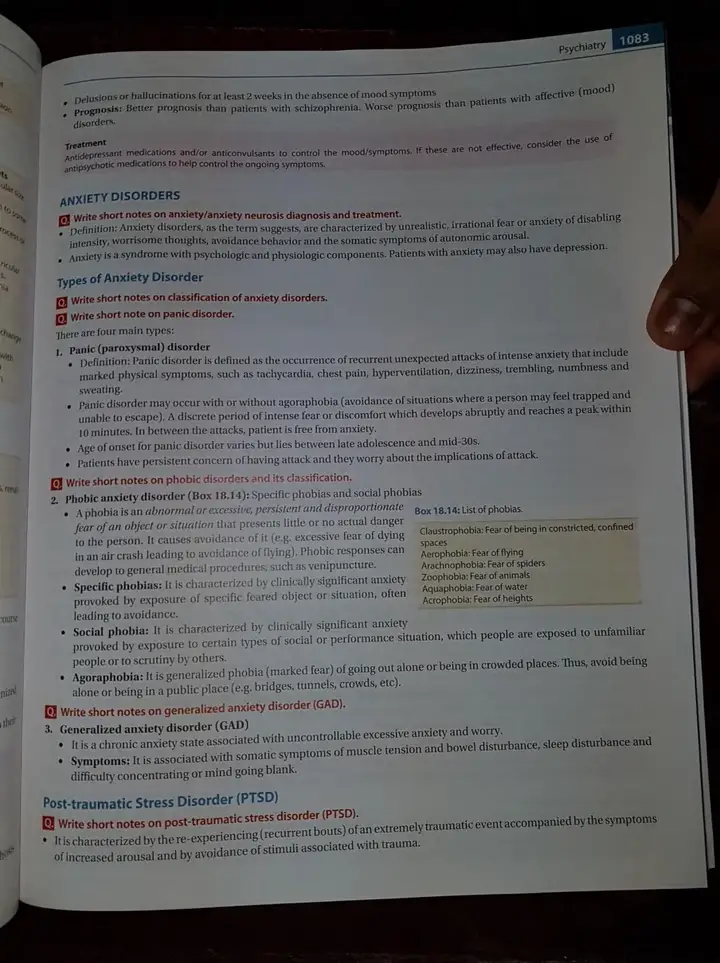 Psychiatry 1083
• Delusions or hallucinations for at least 2 weeks in the absence of mood symptoms
• Prognosis: Better prognosis than patients with schizophrenia. Worse prognosis than patients with affective (mood)
disorders.
Treatment
Antidepressant medications and/or anticonvulsants to control the mood/symptoms. If these are not effective, consider the use of
antipsychotic medications to help control the ongoing symptoms.
ANXIETY DISORDERS
Q. Write short notes on anxiety/anxiety neurosis diagnosis and treatment.
• Definition: Anxiety disorders, as the term suggests, are characterized by unrealistic, irrational fear or anxiety of disabling
intensity, worrisome thoughts, avoidance behavior and the somatic symptoms of autonomic arousal.
• Anxiety is a syndrome with psychologic and physiologic components. Patients with anxiety may also have depression.
Types of Anxiety Disorder
Q. Write short notes on classification of anxiety disorders.
Q. Write short note on panic disorder.
There are four main types:
1. Panic (paroxysmal) disorder
• Definition: Panic disorder is defined as the occurrence of recurrent unexpected attacks of intense anxiety that include
marked physical symptoms, such as tachycardia, chest pain, hyperventilation, dizziness, trembling, numbness and
sweating.
• Panic disorder may occur with or without agoraphobia (avoidance of situations where a person may feel trapped and
unable to escape). A discrete period of intense fear or discomfort which develops abruptly and reaches a peak within
10 minutes. In between the attacks, patient is free from anxiety.
• Age of onset for panic disorder varies but lies between late adolescence and mid-30s.
• Patients have persistent concern of having attack and they worry about the implications of attack.
Q. Write short notes on phobic disorders and its classification.
2. Phobic anxiety disorder (Box 18.14): Specific phobias and social phobias
• A phobia is an abnormal or excessive, persistent and disproportionate
fear of an object or situation that presents little or no actual danger
to the person. It causes avoidance of it (e.g. excessive fear of dying
in an air crash leading to avoidance of flying). Phobic responses can
develop to general medical procedures, such as venipuncture.
• Specific phobias: It is characterized by clinically significant anxiety
provoked by exposure of specific feared object or situation, often
leading to avoidance.
Box 18.14: List of phobias.
Claustrophobia: Fear of being in constricted, confined
spaces
Aerophobia: Fear of flying
Arachnophobia: Fear of spiders
Zoophobia: Fear of animals
Aquaphobia: Fear of water
Acrophobia: Fear of heights
• Social phobia: It is characterized by clinically significant anxiety
provoked by exposure to certain types of social or performance situation, which people are exposed to unfamiliar
people or to scrutiny by others.
• Agoraphobia: It is generalized phobia (marked fear) of going out alone or being in crowded places. Thus, avoid being
alone or being in a public place (e.g. bridges, tunnels, crowds, etc).
Q. Write short notes on generalized anxiety disorder (GAD).
3. Generalized anxiety disorder (GAD)
• It is a chronic anxiety state associated with uncontrollable excessive anxiety and worry.
• Symptoms: It is associated with somatic symptoms of muscle tension and bowel disturbance, sleep disturbance and
difficulty concentrating or mind going blank.
Post-traumatic Stress Disorder (PTSD)
Q. Write short notes on post-traumatic stress disorder (PTSD).
• It is characterized by the re-experiencing (recurrent bouts) of an extremely traumatic event accompanied by the symptoms
of increased arousal and by avoidance of stimuli associated with trauma.